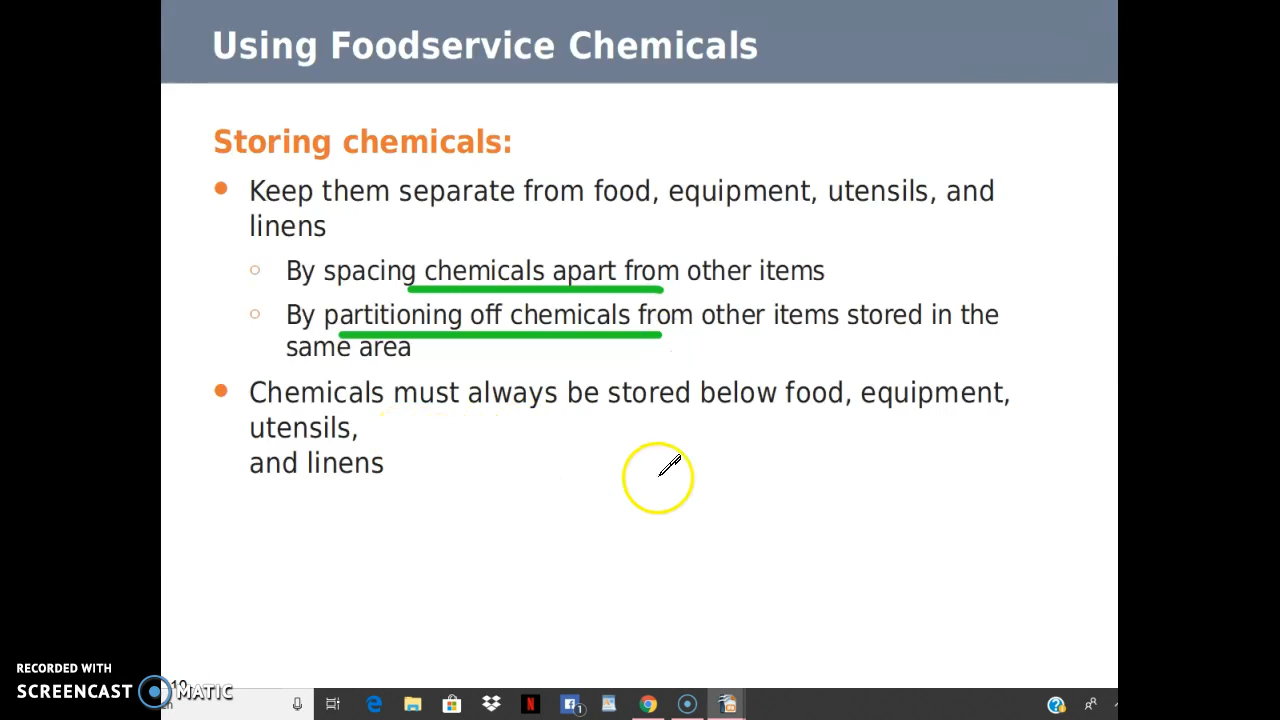 Using Foodservice Chemicals
Storing chemicals:
Keep them separate from food, equipment, utensils, and
linens
By spacing chemicals apart from other items
By partitioning off chemicals from other items stored in the
same area
Chemicals must always be stored below food, equipment,
utensils,
and linens
RECORDED WITH
SCREENCAST MATIC